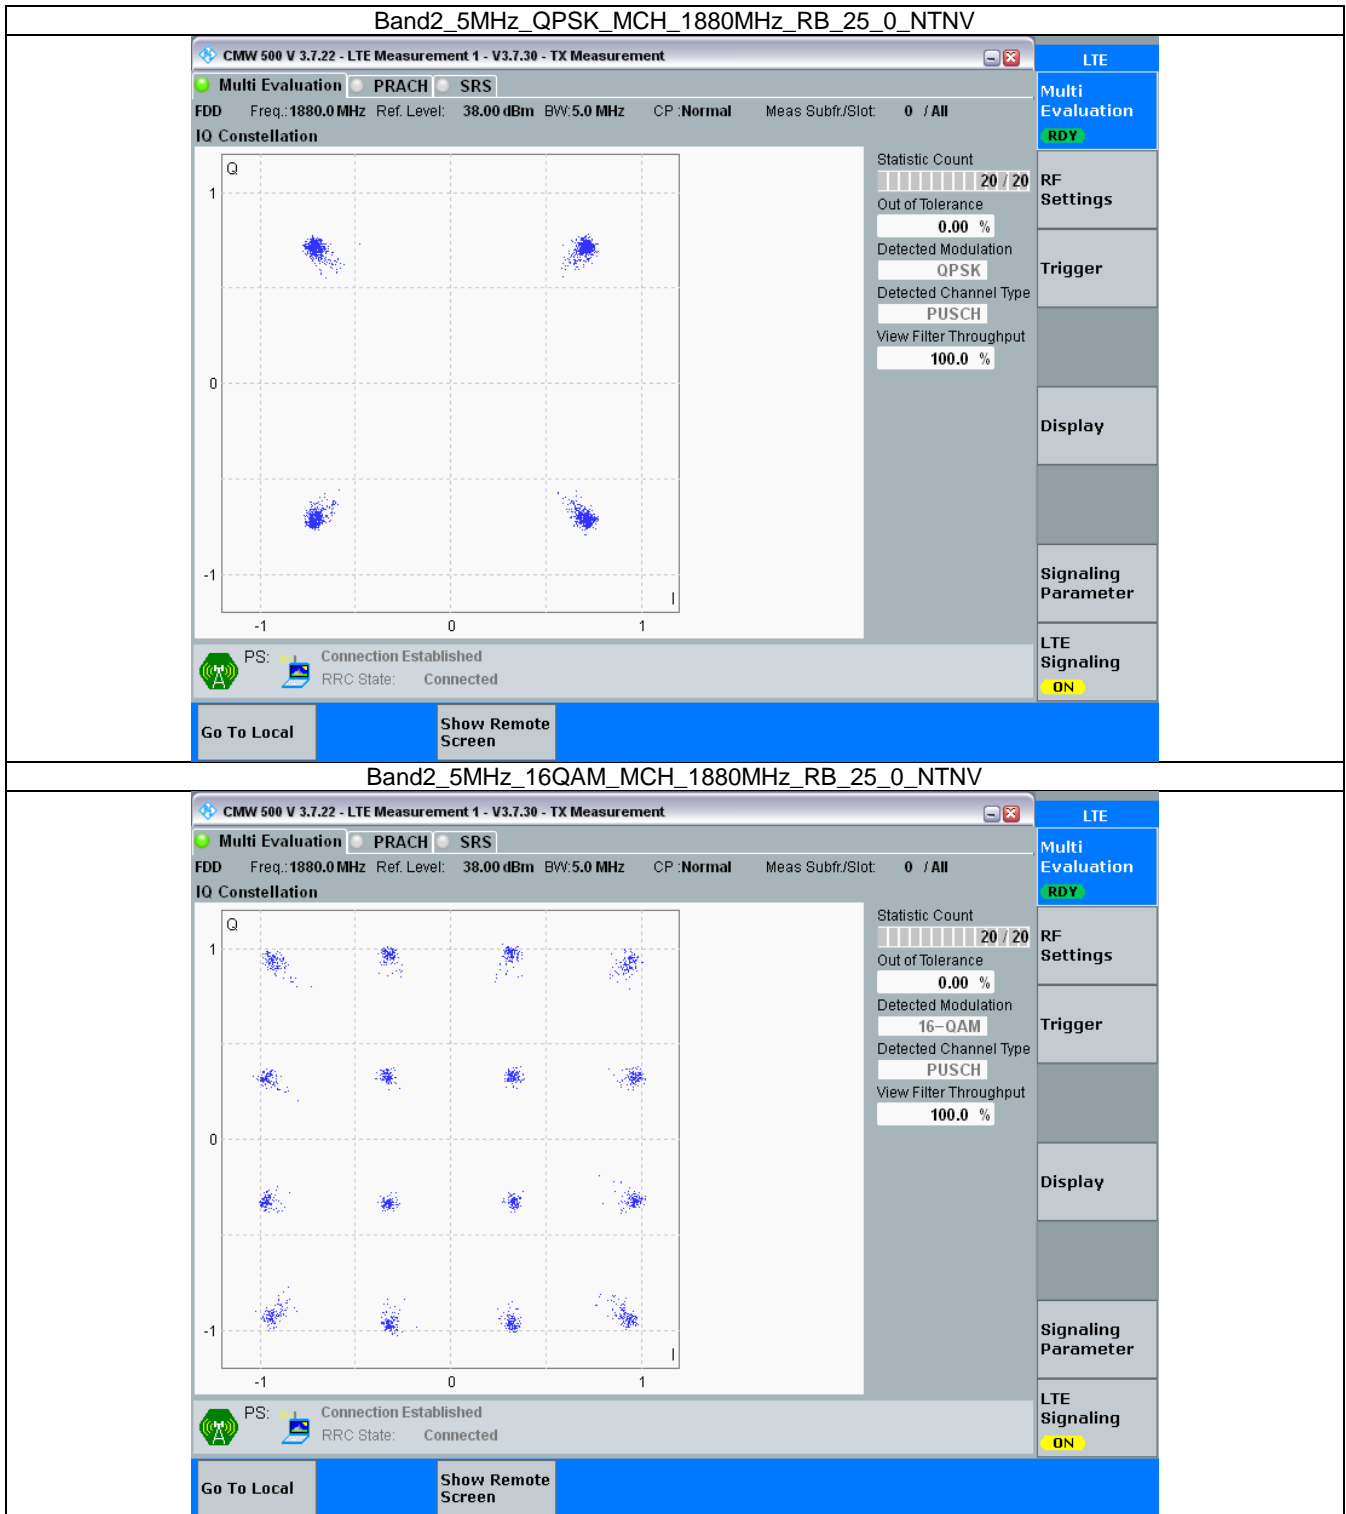 Band2_5MHz_QPSK_MCH_1880MHz_RB_25_0_NTNV
CMW 500 V 3.7.22 - LTE Measurement 1 - V3.7.30 - TX Measurement
LTE
Multi Evaluation PRACH SRS
Multi
Evaluation
RDY
FDD Freq.: 1880.0 MHz Ref. Level: 38.00 dBm BW: 5.0 MHz CP : Normal Meas Subfr./Slot: 0 / All
IQ Constellation
Q
1
0
-1
I
-1 0 1
Statistic Count
20 / 20
Out of Tolerance
0.00 %
Detected Modulation
QPSK
Detected Channel Type
PUSCH
View Filter Throughput
100.0 %
RF
Settings
Trigger
Display
Signaling
Parameter
LTE
Signaling
ON
PS: Connection Established
RRC State: Connected
Go To Local
Show Remote
Screen
Band2_5MHz_16QAM_MCH_1880MHz_RB_25_0_NTNV
CMW 500 V 3.7.22 - LTE Measurement 1 - V3.7.30 - TX Measurement
LTE
Multi Evaluation PRACH SRS
Multi
Evaluation
RDY
FDD Freq.: 1880.0 MHz Ref. Level: 38.00 dBm BW: 5.0 MHz CP : Normal Meas Subfr./Slot: 0 / All
IQ Constellation
Q
1
0
-1
I
-1 0 1
Statistic Count
20 / 20
Out of Tolerance
0.00 %
Detected Modulation
16-QAM
Detected Channel Type
PUSCH
View Filter Throughput
100.0 %
RF
Settings
Trigger
Display
Signaling
Parameter
LTE
Signaling
ON
PS: Connection Established
RRC State: Connected
Go To Local
Show Remote
Screen